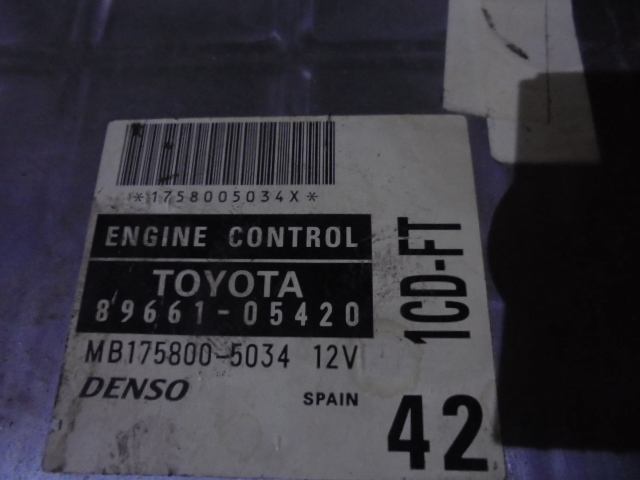 *1758005034X*
ENGINE CONTROL
TOYOTA
89661-05420
MB175800-5034 12V
DENSO SPAIN
1CD-FT
42